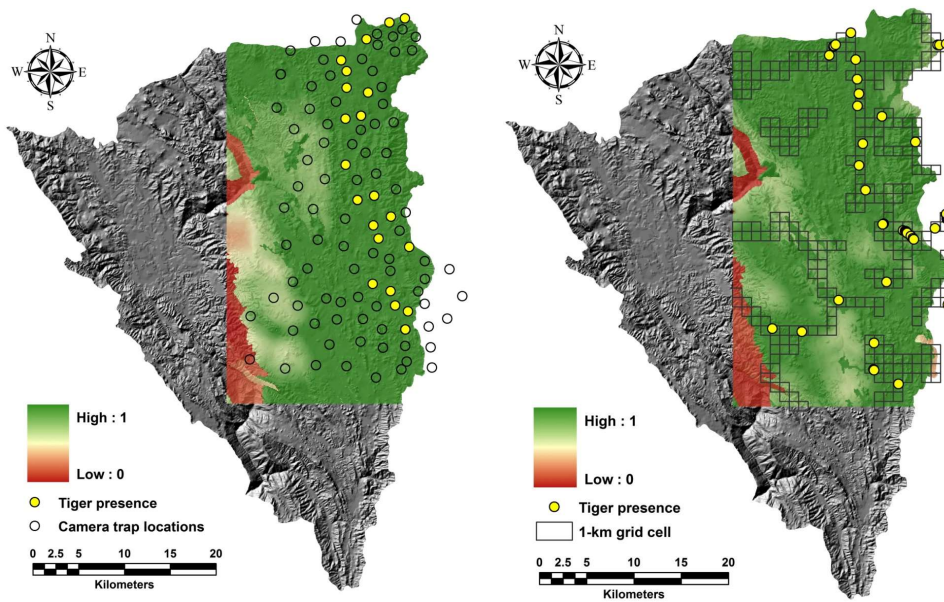 N
W E
S
High : 1
Low : 0
Tiger presence
Camera trap locations
0 2.5 5 10 15 20
Kilometers
N
W E
S
High : 1
Low : 0
Tiger presence
1-km grid cell
0 2.5 5 10 15 20
Kilometers